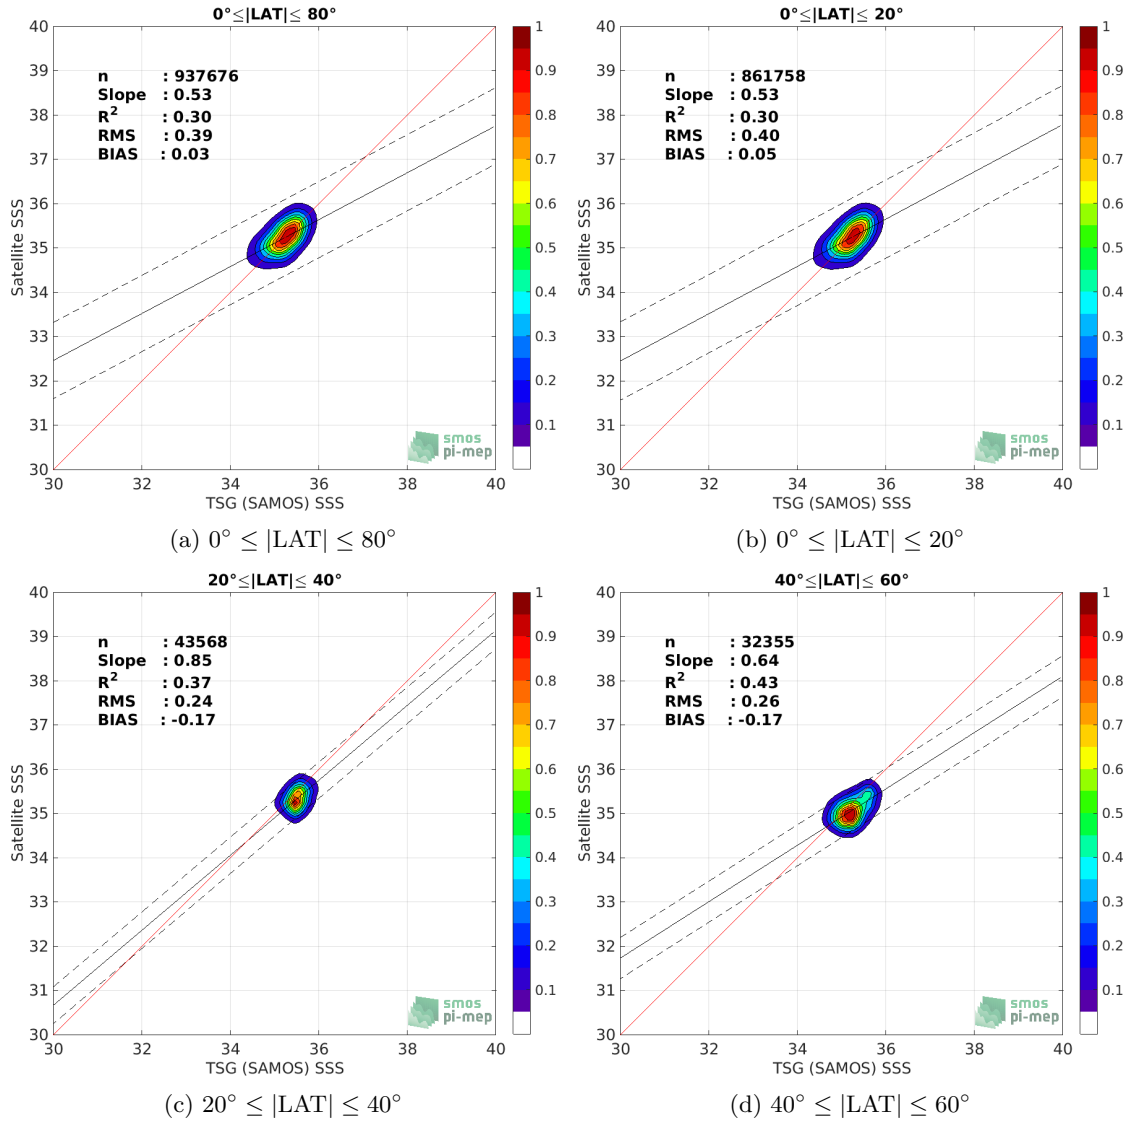 0°≤|LAT|≤ 80°
n : 937676
Slope : 0.53
R2 : 0.30
RMS : 0.39
BIAS : 0.03
40
39
38
37
36
35
34
33
32
31
30
Satellite SSS
30 32 34 36 38 40
TSG (SAMOS) SSS
1
0.9
0.8
0.7
0.6
0.5
0.4
0.3
0.2
0.1
smos
pi-mep
(a) 0° ≤ |LAT| ≤ 80°
0°≤|LAT|≤ 20°
n : 861758
Slope : 0.53
R2 : 0.30
RMS : 0.40
BIAS : 0.05
40
39
38
37
36
35
34
33
32
31
30
Satellite SSS
30 32 34 36 38 40
TSG (SAMOS) SSS
1
0.9
0.8
0.7
0.6
0.5
0.4
0.3
0.2
0.1
smos
pi-mep
(b) 0° ≤ |LAT| ≤ 20°
20°≤|LAT|≤ 40°
n : 43568
Slope : 0.85
R2 : 0.37
RMS : 0.24
BIAS : -0.17
40
39
38
37
36
35
34
33
32
31
30
Satellite SSS
30 32 34 36 38 40
TSG (SAMOS) SSS
1
0.9
0.8
0.7
0.6
0.5
0.4
0.3
0.2
0.1
smos
pi-mep
(c) 20° ≤ |LAT| ≤ 40°
40°≤|LAT|≤ 60°
n : 32355
Slope : 0.64
R2 : 0.43
RMS : 0.26
BIAS : -0.17
40
39
38
37
36
35
34
33
32
31
30
Satellite SSS
30 32 34 36 38 40
TSG (SAMOS) SSS
1
0.9
0.8
0.7
0.6
0.5
0.4
0.3
0.2
0.1
smos
pi-mep
(d) 40° ≤ |LAT| ≤ 60°